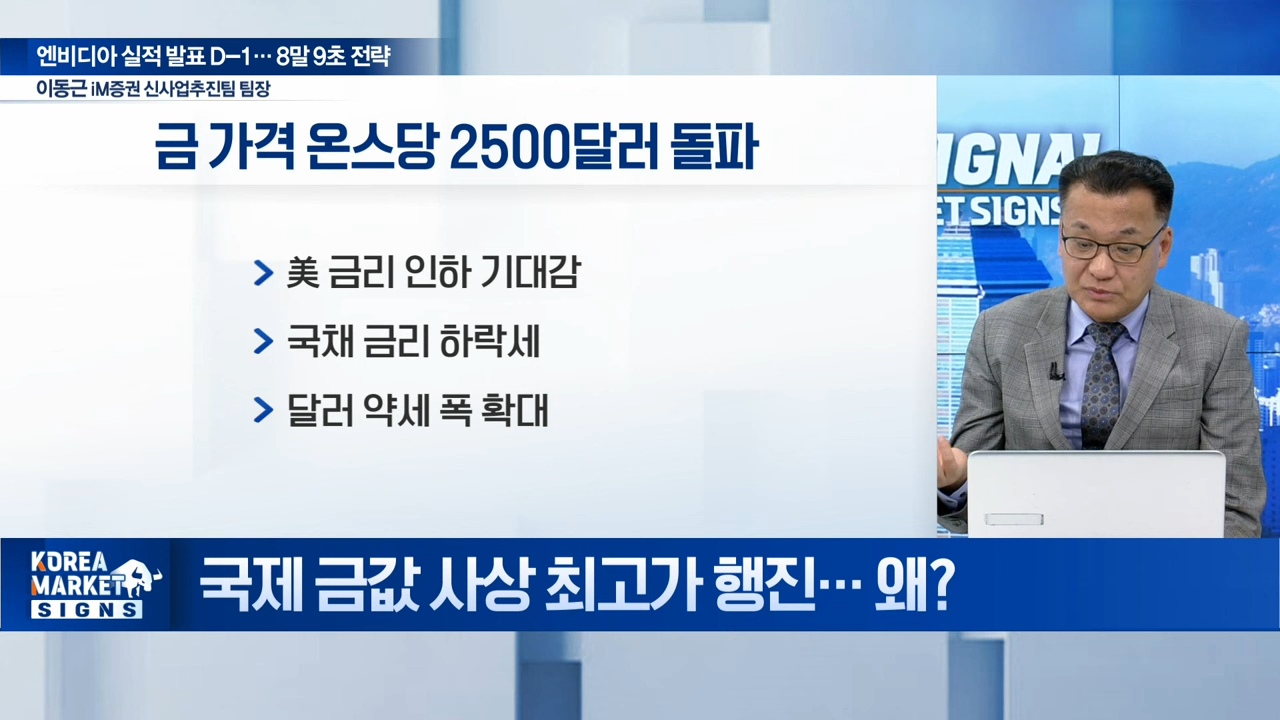 엔비디아 실적 발표 D-1… 8말 9초 전략
이동근 iM증권 신사업추진팀 팀장
금 가격 온스당 2500달러 돌파
美 금리 인하 기대감
국채 금리 하락세
달러 약세 폭 확대
IGNAL
ET SIGNS
KOREA
MARKET
SIGNS
국제 금값 사상 최고가 행진… 왜?